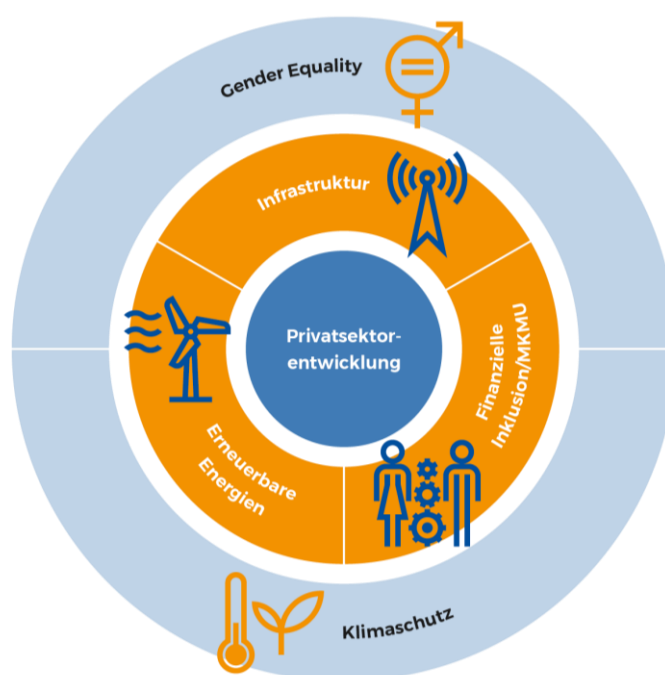 Gender Equality
Infrastruktur
Privatsektor-
entwicklung
Finanzielle
Inklusion/MKMU
Erneuerbare
Energien
Klimaschutz